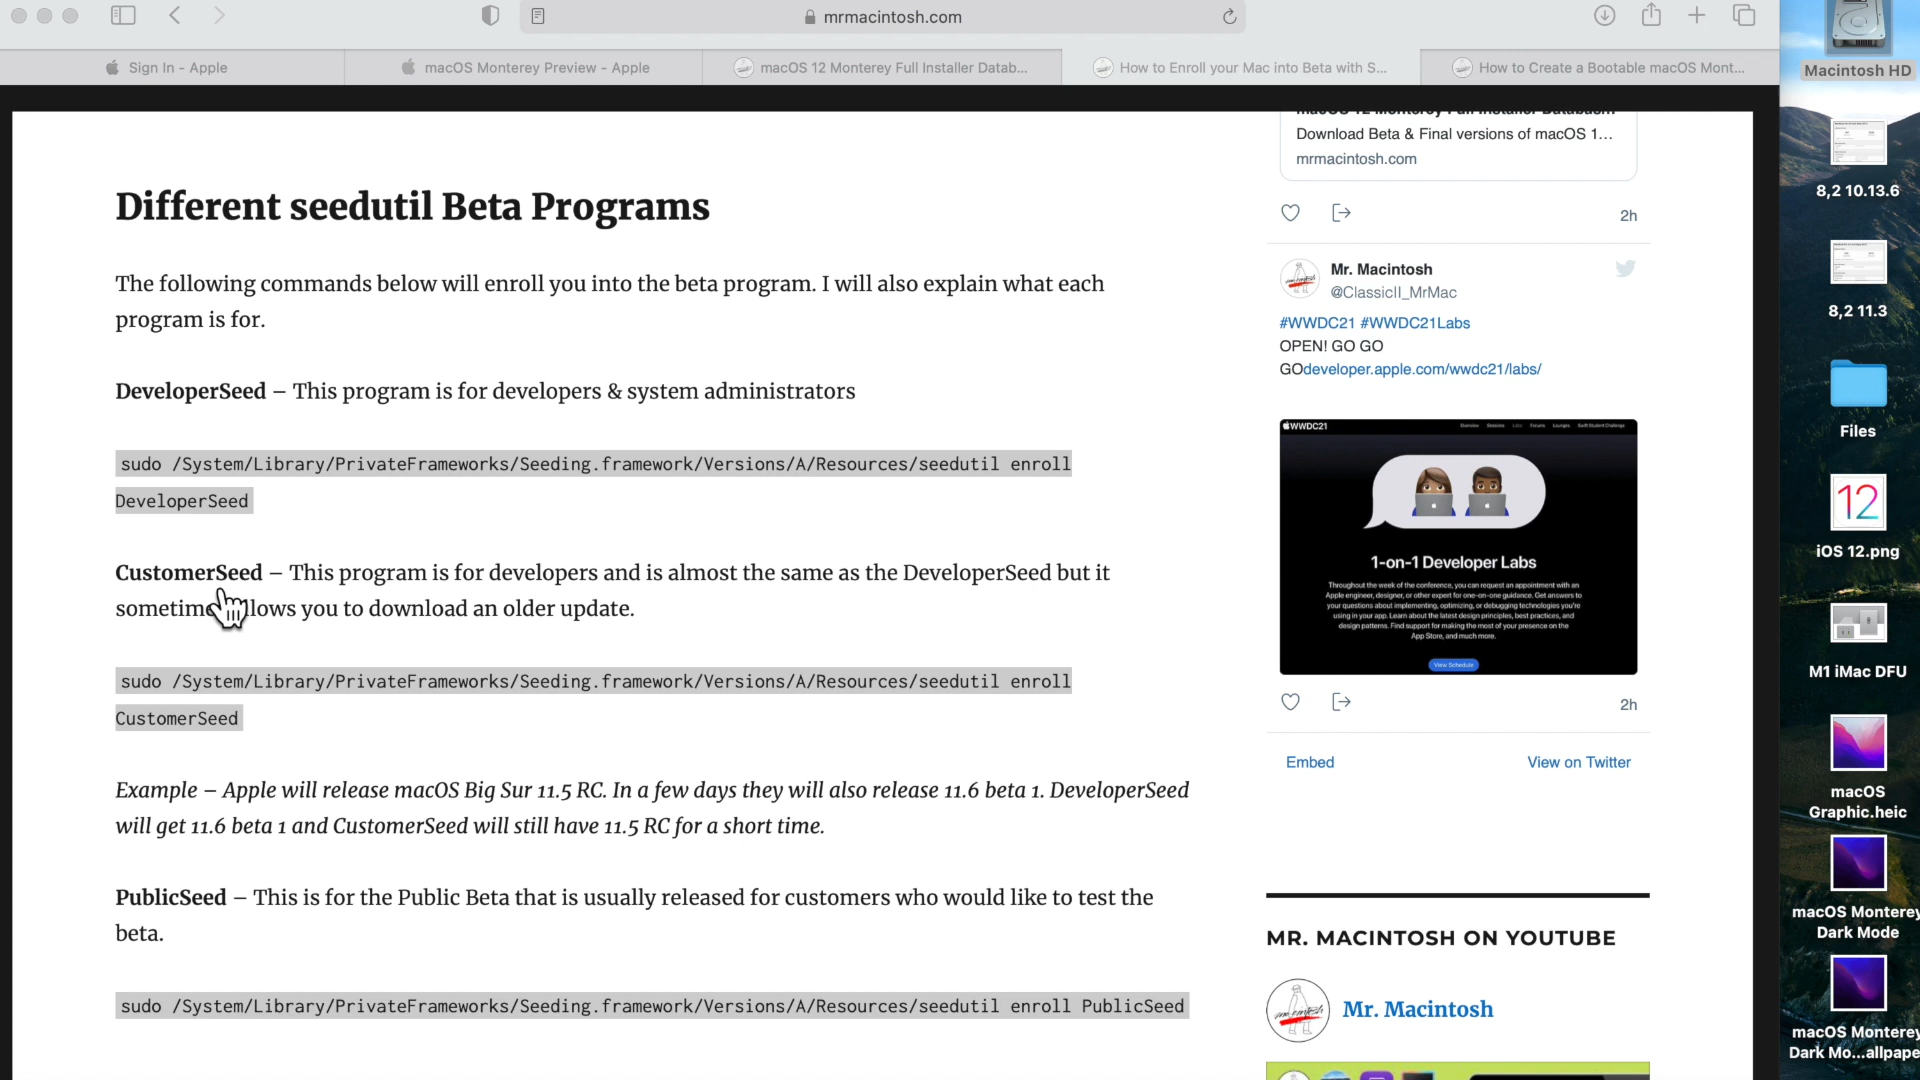 mrmacintosh.com
Sign In - Apple
macOS Monterey Preview - Apple
macOS 12 Monterey Full Installer Datab...
How to Enroll your Mac into Beta with S...
How to Create a Bootable macOS Mont...
Different seedutil Beta Programs
The following commands below will enroll you into the beta program. I will also explain what each
program is for.
DeveloperSeed – This program is for developers & system administrators
sudo /System/Library/PrivateFrameworks/Seeding.framework/Versions/A/Resources/seedutil enroll
DeveloperSeed
CustomerSeed – This program is for developers and is almost the same as the DeveloperSeed but it
llows you to download an older update.
sudo /System/Library/PrivateFrameworks/Seeding.framework/Versions/A/Resources/seedutil enroll
CustomerSeed
Example – Apple will release macOS Big Sur 11.5 RC. In a few days they will also release 11.6 beta 1. DeveloperSeed
will get 11.6 beta 1 and CustomerSeed will still have 11.5 RC for a short time.
PublicSeed – This is for the Public Beta that is usually released for customers who would like to test the
beta.
sudo /System/Library/PrivateFrameworks/Seeding.framework/Versions/A/Resources/seedutil enroll PublicSeed
macOS 12 Monterey Full Installer Databas...
Download Beta & Final versions of macOS 1...
mrmacintosh.com
2h
Mr. Macintosh
@ClassicII_MrMac
#WWDC21 #WWDC21Labs
OPEN! GO GO
GOdeveloper.apple.com/wwdc21/labs/
WWDC21
Overview Sessions Labs Forums Lounges Swift Student Challenge
1-on-1 Developer Labs
Throughout the week of the conference, you can request an appointment with an
Apple engineer, designer, or other expert for one-on-one guidance. Get answers to
your questions about implementing, optimizing, or debugging technologies you're
using in your app. Learn about the latest design principles, best practices, and
design patterns. Find support for making the most of your presence on the
App Store, and much more.
View Schedule
2h
Embed
View on Twitter
MR. MACINTOSH ON YOUTUBE
Mr. Macintosh
Macintosh HD
8,2 10.13.6
8,2 11.3
Files
12
iOS 12.png
M1 iMac DFU
macOS
Graphic.heic
macOS Monterey
Dark Mode
macOS Monterey
Dark Mo...allpape